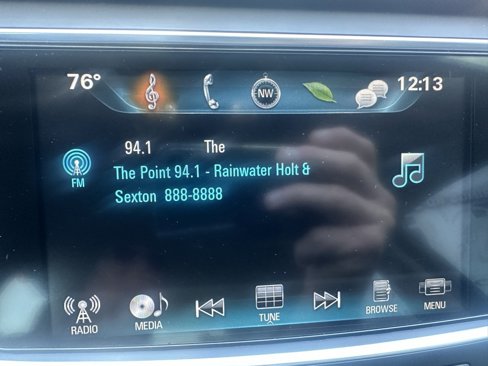 76° NW 12:13
94.1 The
FM
The Point 94.1 - Rainwater Holt &
Sexton 888-8888
RADIO MEDIA TUNE BROWSE MENU